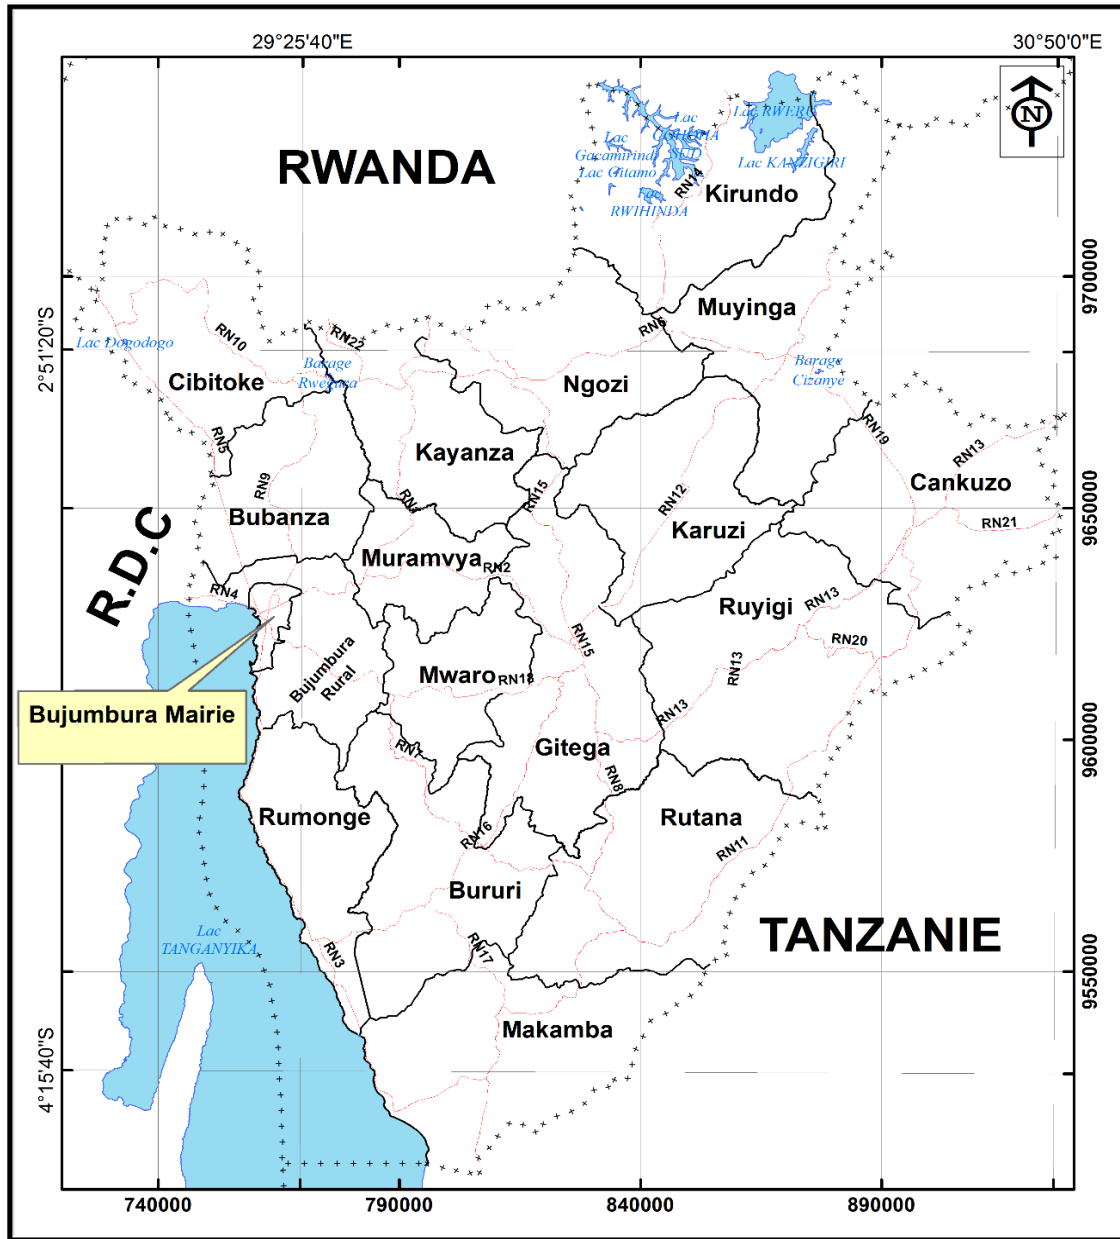 29°25'40"E
30°50'0"E
N
RWANDA
Lac RWERU
Lac
COHOHA
SUD
Lac
Gacamirindi
Lac Gitamo
Lac KANZIGIRI
RN14
Kirundo
Lac
RWIHINDA
9700000
Muyinga
RN6
2°51'20"S
Lac Dogodogo
RN10
RN22
Barage
Rwegura
Barage
Cizanye
Cibitoke
Ngozi
RN5
Kayanza
RN19
RN13
Cankuzo
RN9
RN15
RN12
RN21
9650000
Bubanza
RN1
Karuzi
R.D.C
Muramvya
RN2
RN4
Ruyigi
RN13
RN20
RN15
Bujumbura
Rural
Mwaro
RN18
RN13
Bujumbura Mairie
RN13
RN7
Gitega
9600000
RN8
Rumonge
RN16
Rutana
RN11
Bururi
TANZANIE
Lac
TANGANYIKA
RN3
RN17
9550000
Makamba
4°15'40"S
740000
790000
840000
890000